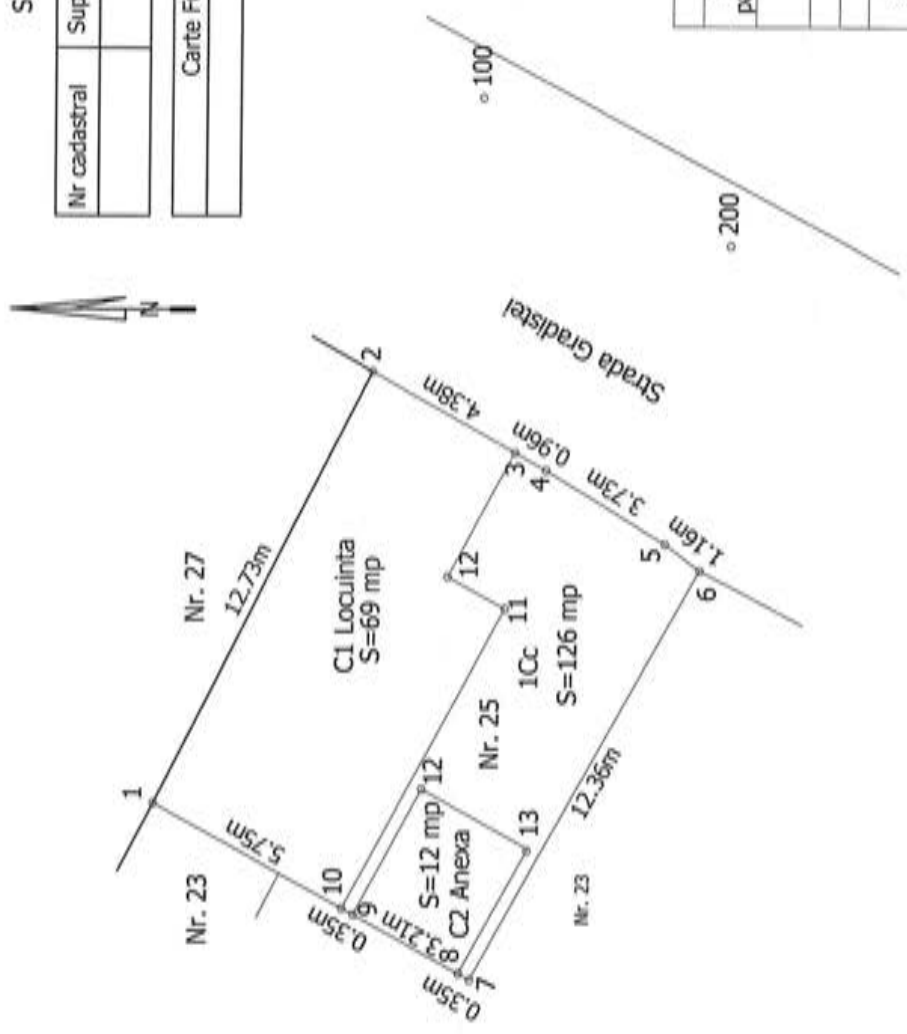 S
Nr cadastral Sup
Carte F
N
100
200
Strada Gradistei
1
2
3
4
5
6
7
8
9
10
11
12
12
13
Nr. 27
12.73m
4.38m
0.96m
3.73m
1.16m
12.36m
5.75m
0.35m
3.21m
0.35m
Nr. 23
Nr. 23
C1 Locuinta
S=69 mp
1Cc
S=126 mp
Nr. 25
S=12 mp
C2 Anexa